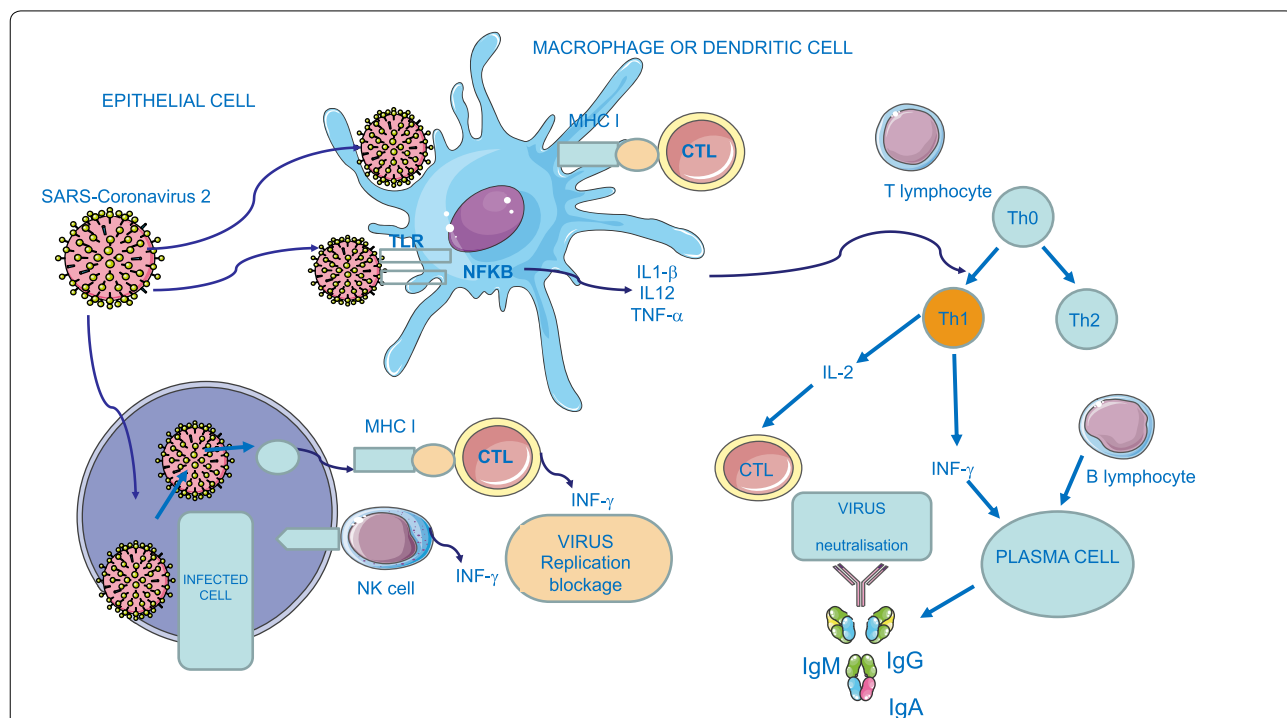 MACROPHAGE OR DENDRITIC CELL
EPITHELIAL CELL
MHC I
CTL
T lymphocyte
SARS-Coronavirus 2
Th0
TLR
NFKB
IL1-β
IL12
TNF-α
Th1
Th2
IL-2
MHC I
CTL
CTL
INF-γ
B lymphocyte
INF-γ
VIRUS
neutralisation
VIRUS
Replication
blockage
PLASMA CELL
INFECTED
CELL
NK cell
INF-γ
IgM
IgG
IgA